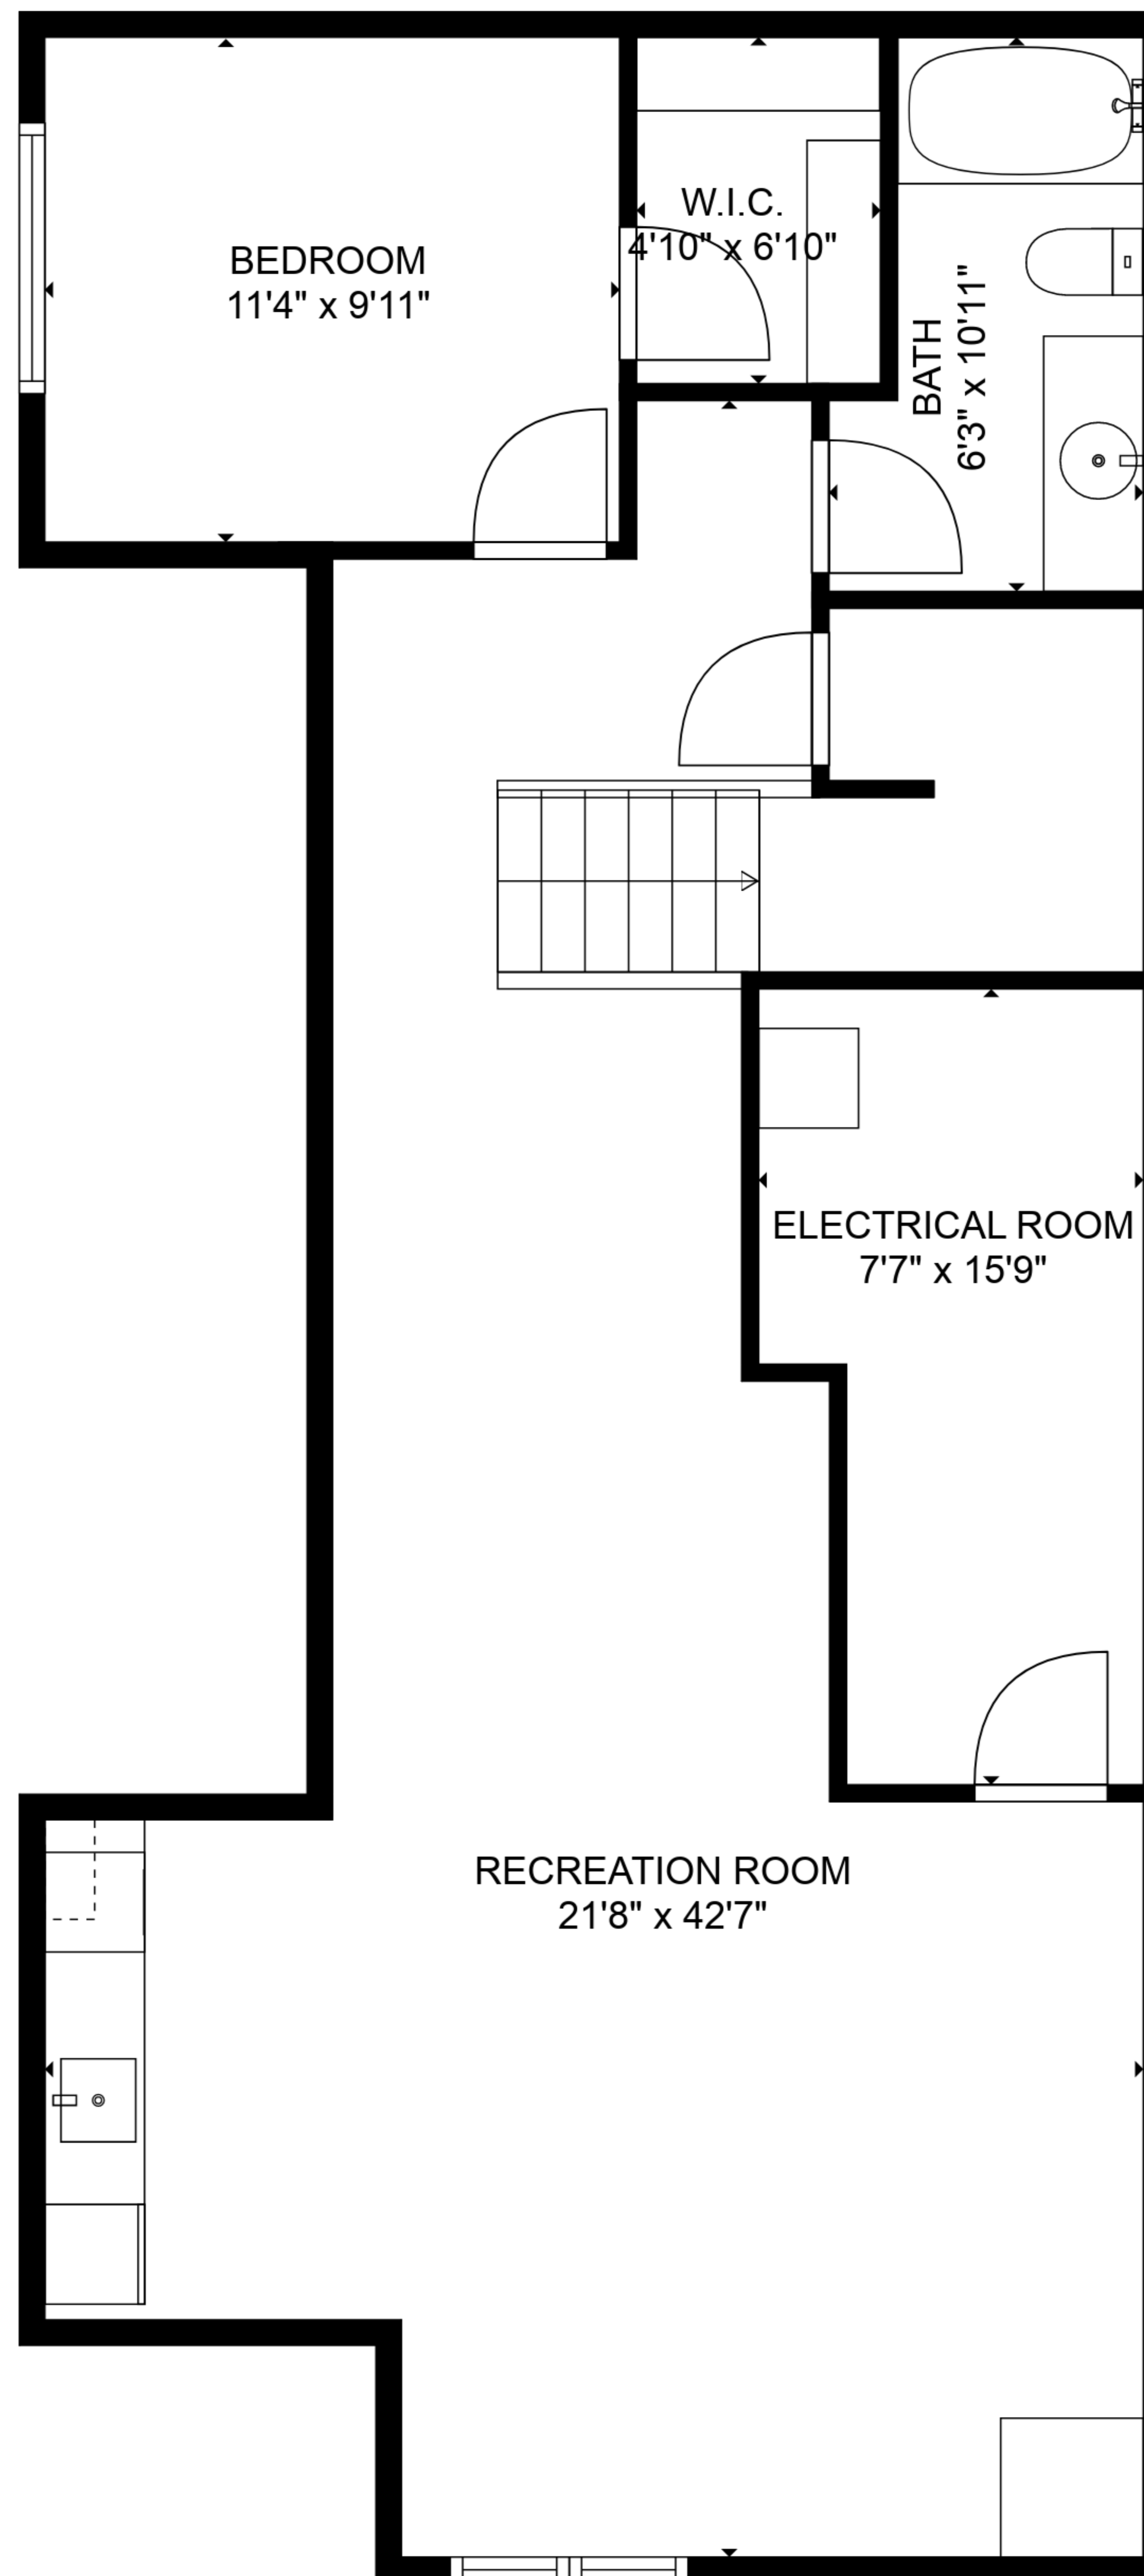 BEDROOM
11'4" x 9'11"
W.I.C.
4'10" x 6'10"
BATH
6'3" x 10'11"
ELECTRICAL ROOM
7'7" x 15'9"
RECREATION ROOM
21'8" x 42'7"